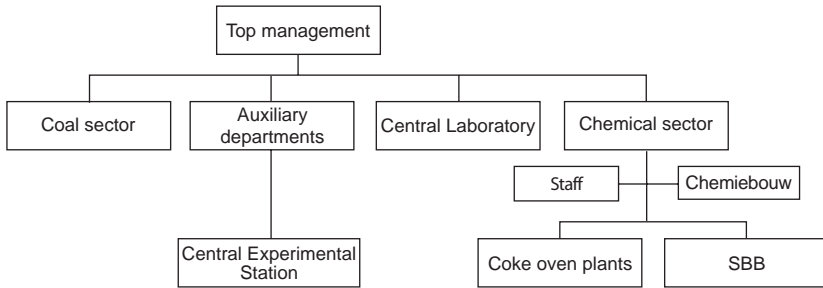 Top management
Coal sector
Auxiliary
departments
Central Laboratory
Chemical sector
Staff
Chemiebouw
Central Experimental
Station
Coke oven plants
SBB